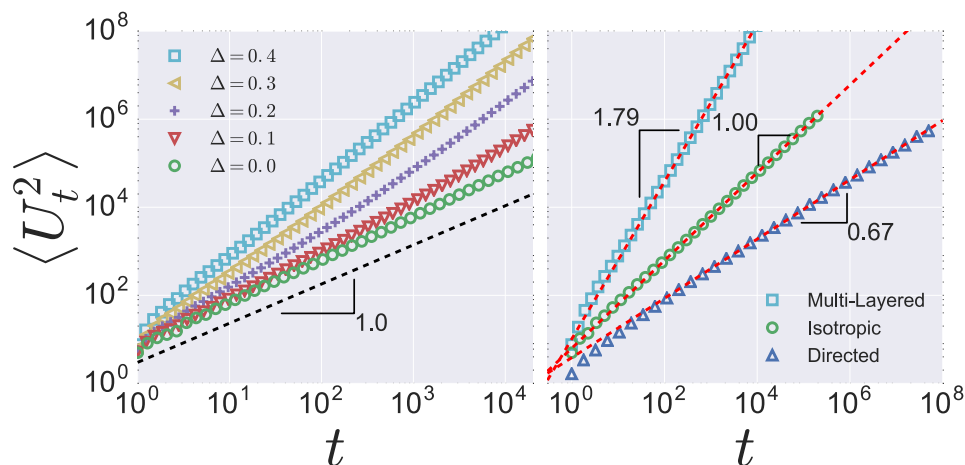 ⟨U_t^2⟩
10^8
10^6
10^4
10^2
10^0
Δ = 0.4
Δ = 0.3
Δ = 0.2
Δ = 0.1
Δ = 0.0
1.0
10^0 10^1 10^2 10^3 10^4
t
1.79
1.00
0.67
Multi-Layered
Isotropic
Directed
10^0 10^2 10^4 10^6 10^8
t